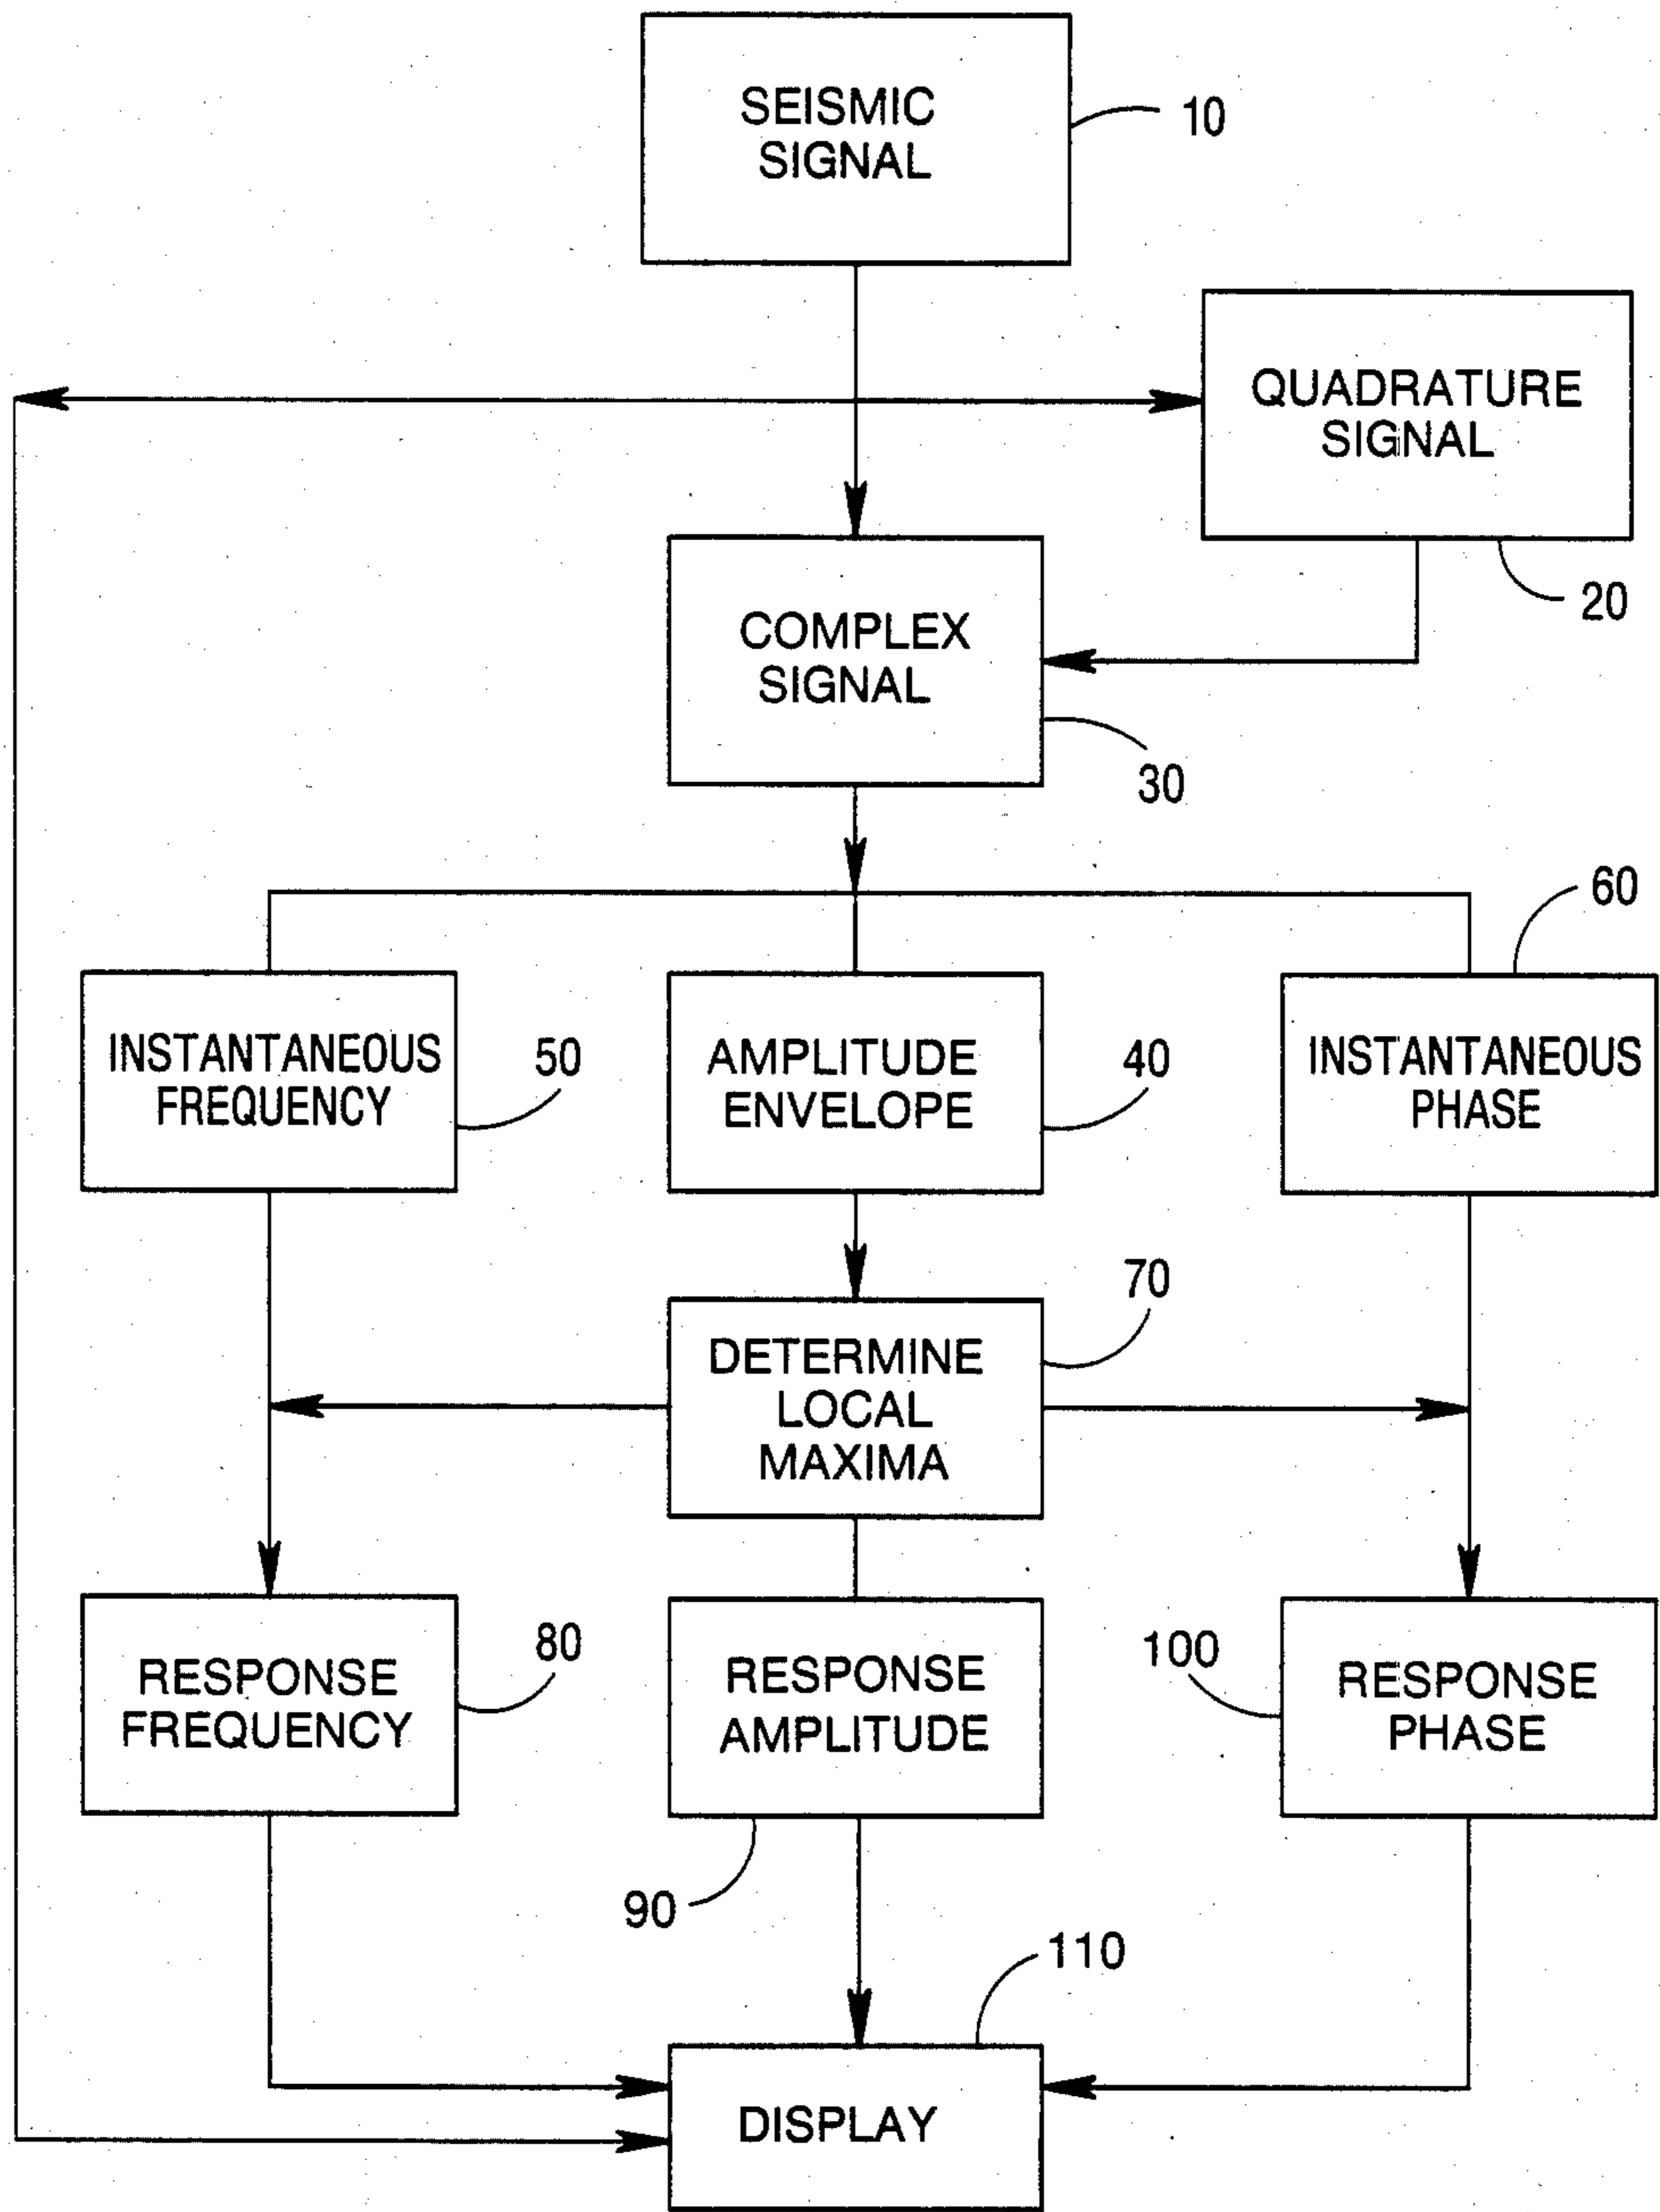 SEISMIC
SIGNAL
10
QUADRATURE
SIGNAL
20
COMPLEX
SIGNAL
30
60
INSTANTANEOUS
FREQUENCY
50
AMPLITUDE
ENVELOPE
40
INSTANTANEOUS
PHASE
70
DETERMINE
LOCAL
MAXIMA
RESPONSE
FREQUENCY
80
RESPONSE
AMPLITUDE
90
100
RESPONSE
PHASE
110
DISPLAY